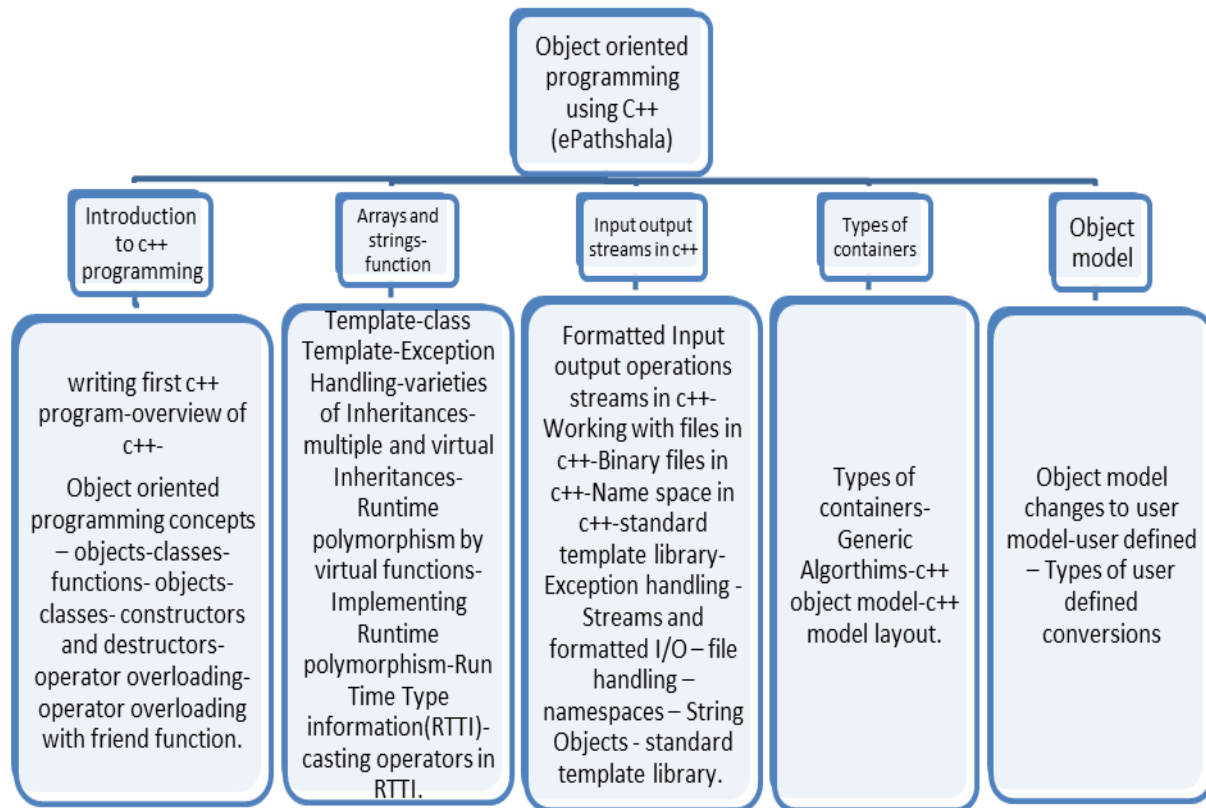 Object oriented
programming
using C++
(ePathshala)
Introduction
to c++
programming
Arrays and
strings-
function
Input output
streams in c++
Types of
containers
Object
model
writing first c++
program-overview of
c++-
Object oriented
programming concepts
– objects-classes-
functions- objects-
classes- constructors
and destructors-
operator overloading-
operator overloading
with friend function.
Template-class
Template-Exception
Handling-varieties
of Inheritances-
multiple and virtual
Inheritances-
Runtime
polymorphism by
virtual functions-
Implementing
Runtime
polymorphism-Run
Time Type
information(RTTI)-
casting operators in
RTTI.
Formatted Input
output operations
streams in c++-
Working with files in
c++-Binary files in
c++-Name space in
c++-standard
template library-
Exception handling -
Streams and
formatted I/O – file
handling –
namespaces – String
Objects - standard
template library.
Types of
containers-
Generic
Algorthims-c++
object model-c++
model layout.
Object model
changes to user
model-user defined
– Types of user
defined
conversions